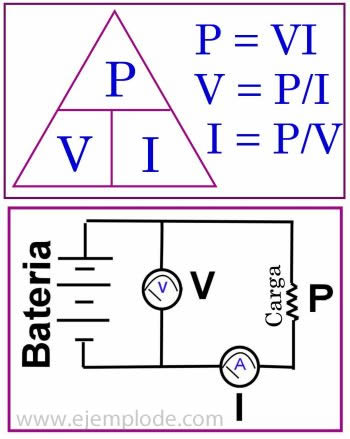 P
V I
P = VI
V = P/I
I = P/V
Bateria
V
V
Carga
P
A
I
www.ejemplode.com